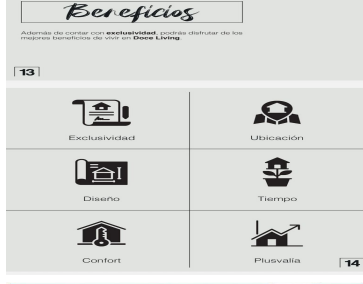 Beneficios
Además de contar con exclusividad, podrás disfrutar de los
mejores beneficios de vivir en Doce Living.
13
Exclusividad
Ubicación
Diseño
Tiempo
Confort
Plusvalía
14